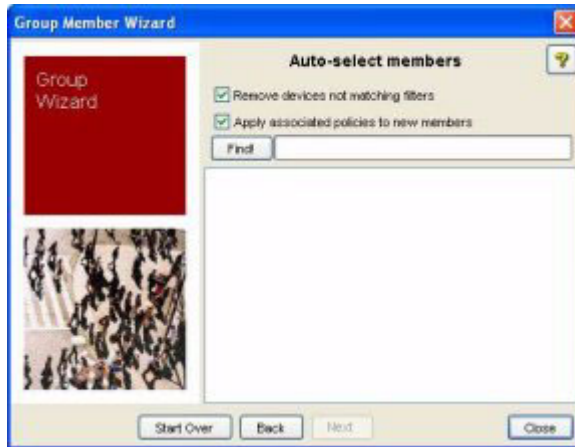 Group Member Wizard
Group
Wizard
Auto-select members
?
Remove devices not matching filters
Apply associated policies to new members
Find!
Start Over
Back
Next
Close